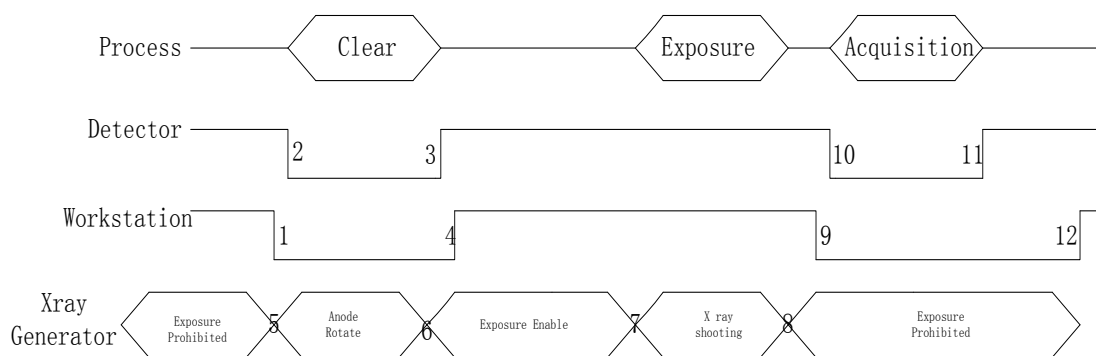 Process
Clear
Exposure
Acquisition
Detector
2
3
10
11
Workstation
1
4
9
12
Xray
Generator
Exposure
Prohibited
5
Anode
Rotate
6
Exposure Enable
7
X ray
shooting
8
Exposure
Prohibited